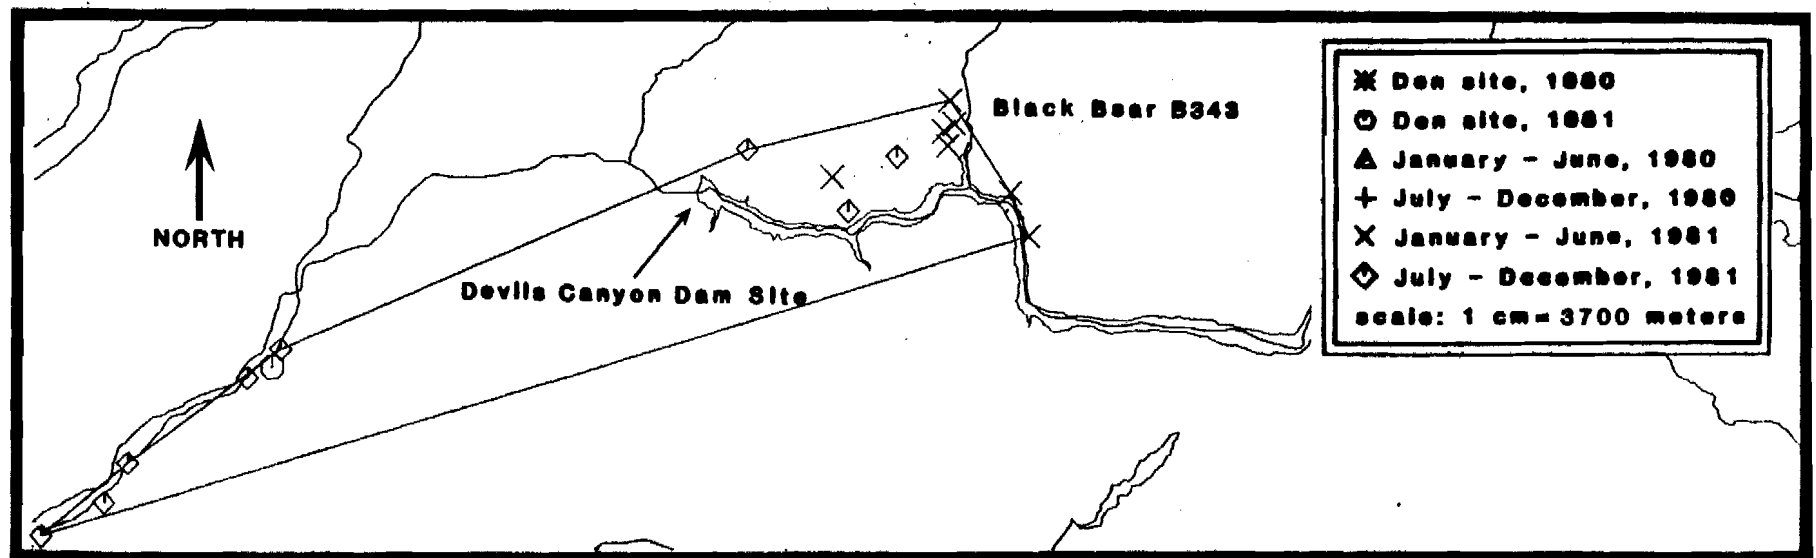 Black Bear B343
NORTH
Devils Canyon Dam Site
Den site, 1980
Den site, 1981
January - June, 1980
July - December, 1980
January - June, 1981
July - December, 1981
scale: 1 cm = 3700 meters